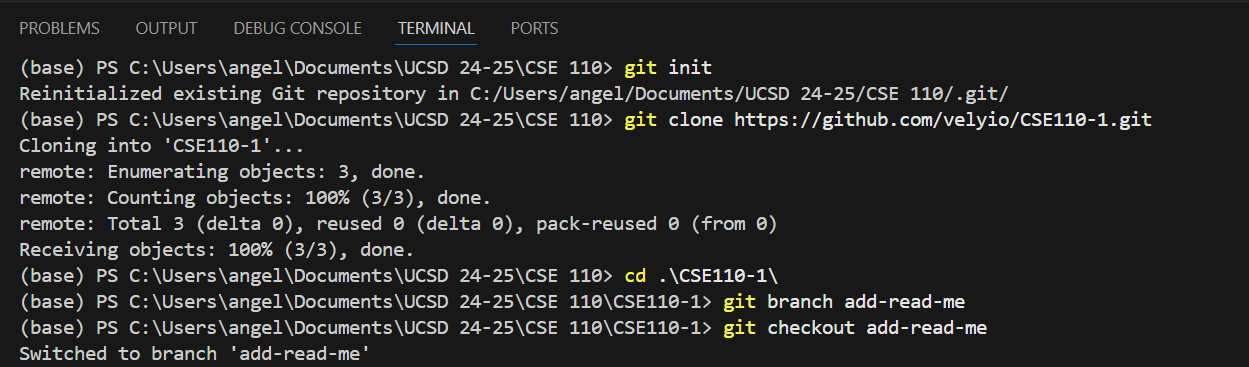 PROBLEMS OUTPUT DEBUG CONSOLE TERMINAL PORTS
(base) PS C:\Users\angel\Documents\UCSD 24-25\CSE 110> git init
Reinitialized existing Git repository in C:/Users/angel/Documents/UCSD 24-25/CSE 110/.git/
(base) PS C:\Users\angel\Documents\UCSD 24-25\CSE 110> git clone https://github.com/velyio/CSE110-1.git
Cloning into 'CSE110-1'...
remote: Enumerating objects: 3, done.
remote: Counting objects: 100% (3/3), done.
remote: Total 3 (delta 0), reused 0 (delta 0), pack-reused 0 (from 0)
Receiving objects: 100% (3/3), done.
(base) PS C:\Users\angel\Documents\UCSD 24-25\CSE 110> cd .\CSE110-1\
(base) PS C:\Users\angel\Documents\UCSD 24-25\CSE 110\CSE110-1> git branch add-read-me
(base) PS C:\Users\angel\Documents\UCSD 24-25\CSE 110\CSE110-1> git checkout add-read-me
Switched to branch 'add-read-me'